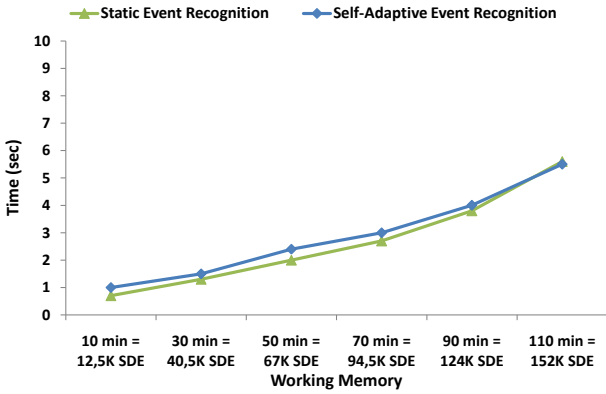 Static Event Recognition Self-Adaptive Event Recognition
10
9
8
7
6
5
4
3
2
1
0
Time (sec)
10 min = 30 min = 50 min = 70 min = 90 min = 110 min =
12,5K SDE 40,5K SDE 67K SDE 94,5K SDE 124K SDE 152K SDE
Working Memory